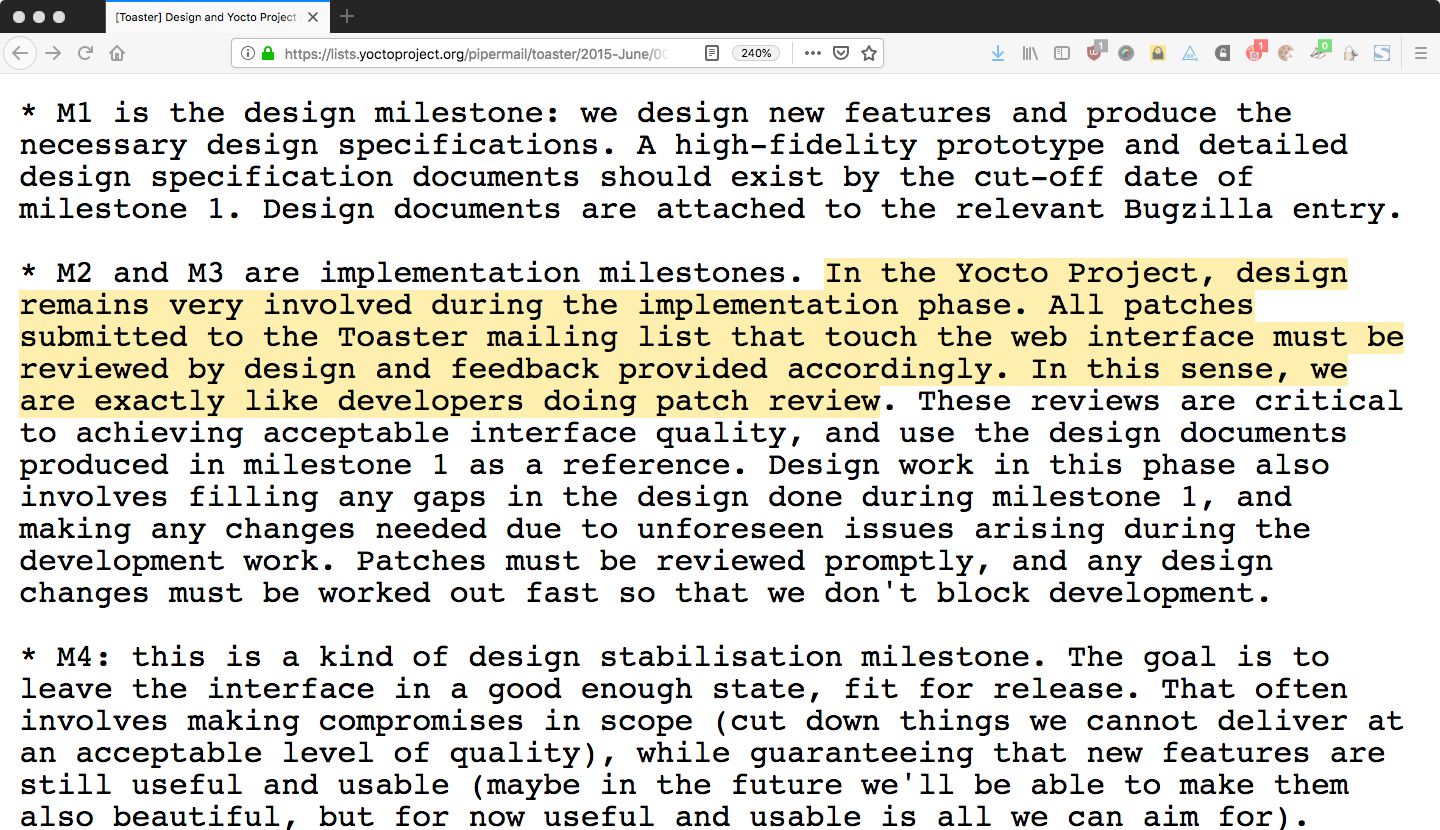 [Toaster] Design and Yocto Project
https://lists.yoctoproject.org/pipermail/toaster/2015-June/00
240%
1
1
0
* M1 is the design milestone: we design new features and produce the
necessary design specifications. A high-fidelity prototype and detailed
design specification documents should exist by the cut-off date of
milestone 1. Design documents are attached to the relevant Bugzilla entry.
* M2 and M3 are implementation milestones. In the Yocto Project, design
remains very involved during the implementation phase. All patches
submitted to the Toaster mailing list that touch the web interface must be
reviewed by design and feedback provided accordingly. In this sense, we
are exactly like developers doing patch review. These reviews are critical
to achieving acceptable interface quality, and use the design documents
produced in milestone 1 as a reference. Design work in this phase also
involves filling any gaps in the design done during milestone 1, and
making any changes needed due to unforeseen issues arising during the
development work. Patches must be reviewed promptly, and any design
changes must be worked out fast so that we don't block development.
* M4: this is a kind of design stabilisation milestone. The goal is to
leave the interface in a good enough state, fit for release. That often
involves making compromises in scope (cut down things we cannot deliver at
an acceptable level of quality), while guaranteeing that new features are
still useful and usable (maybe in the future we'll be able to make them
also beautiful, but for now useful and usable is all we can aim for).